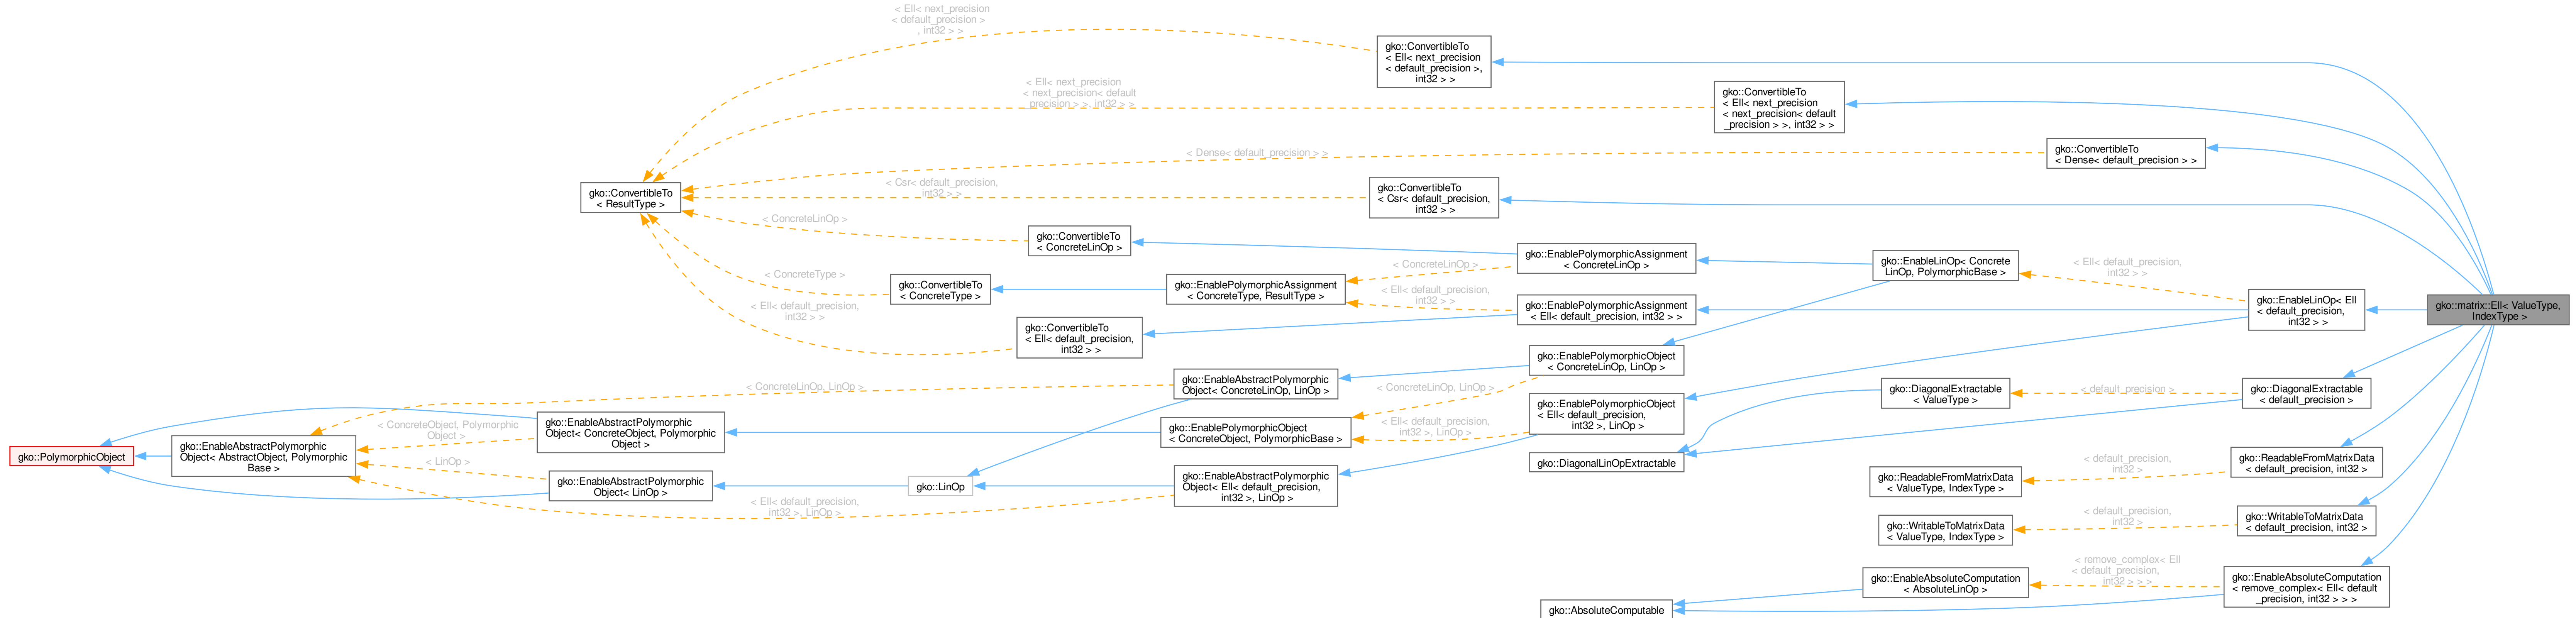 < Ell< next_precision
< default_precision >
, int32 > >
gko::ConvertibleTo
< Ell< next_precision
< default_precision >,
int32 > >
< Ell< next_precision
< next_precision< default
_precision > >, int32 > >
gko::ConvertibleTo
< Ell< next_precision
< next_precision< default
_precision > >, int32 > >
< Dense< default_precision > >
gko::ConvertibleTo
< Dense< default_precision > >
gko::ConvertibleTo
< ResultType >
< Csr< default_precision,
int32 > >
gko::ConvertibleTo
< Csr< default_precision,
int32 > >
< ConcreteLinOp >
gko::ConvertibleTo
< ConcreteLinOp >
gko::EnablePolymorphicAssignment
< ConcreteLinOp >
gko::EnableLinOp< Concrete
LinOp, PolymorphicBase >
< Ell< default_precision,
int32 > >
< ConcreteType >
gko::ConvertibleTo
< ConcreteType >
gko::EnablePolymorphicAssignment
< ConcreteType, ResultType >
< ConcreteLinOp >
< Ell< default_precision,
int32 > >
gko::EnablePolymorphicAssignment
< Ell< default_precision, int32 > >
gko::EnableLinOp< Ell
< default_precision,
int32 > >
gko::matrix::Ell< ValueType,
IndexType >
< Ell< default_precision,
int32 > >
gko::ConvertibleTo
< Ell< default_precision,
int32 > >
gko::EnablePolymorphicObject
< ConcreteLinOp, LinOp >
< ConcreteLinOp, LinOp >
gko::EnableAbstractPolymorphic
Object< ConcreteLinOp, LinOp >
< ConcreteLinOp, LinOp >
gko::EnablePolymorphicObject
< Ell< default_precision,
int32 >, LinOp >
gko::DiagonalExtractable
< ValueType >
< default_precision >
gko::DiagonalExtractable
< default_precision >
< ConcreteObject, Polymorphic
Object >
gko::EnableAbstractPolymorphic
Object< ConcreteObject, Polymorphic
Object >
gko::EnablePolymorphicObject
< ConcreteObject, PolymorphicBase >
< Ell< default_precision,
int32 >, LinOp >
gko::PolymorphicObject
gko::EnableAbstractPolymorphic
Object< AbstractObject, Polymorphic
Base >
< LinOp >
gko::EnableAbstractPolymorphic
Object< LinOp >
gko::LinOp
gko::EnableAbstractPolymorphic
Object< Ell< default_precision,
int32 >, LinOp >
gko::DiagonalLinOpExtractable
< Ell< default_precision,
int32 >, LinOp >
gko::ReadableFromMatrixData
< ValueType, IndexType >
< default_precision,
int32 >
gko::ReadableFromMatrixData
< default_precision, int32 >
gko::WritableToMatrixData
< ValueType, IndexType >
< default_precision,
int32 >
gko::WritableToMatrixData
< default_precision, int32 >
gko::EnableAbsoluteComputation
< AbsoluteLinOp >
< remove_complex< Ell
< default_precision,
int32 > > >
gko::EnableAbsoluteComputation
< remove_complex< Ell< default
_precision, int32 > > >
gko::AbsoluteComputable